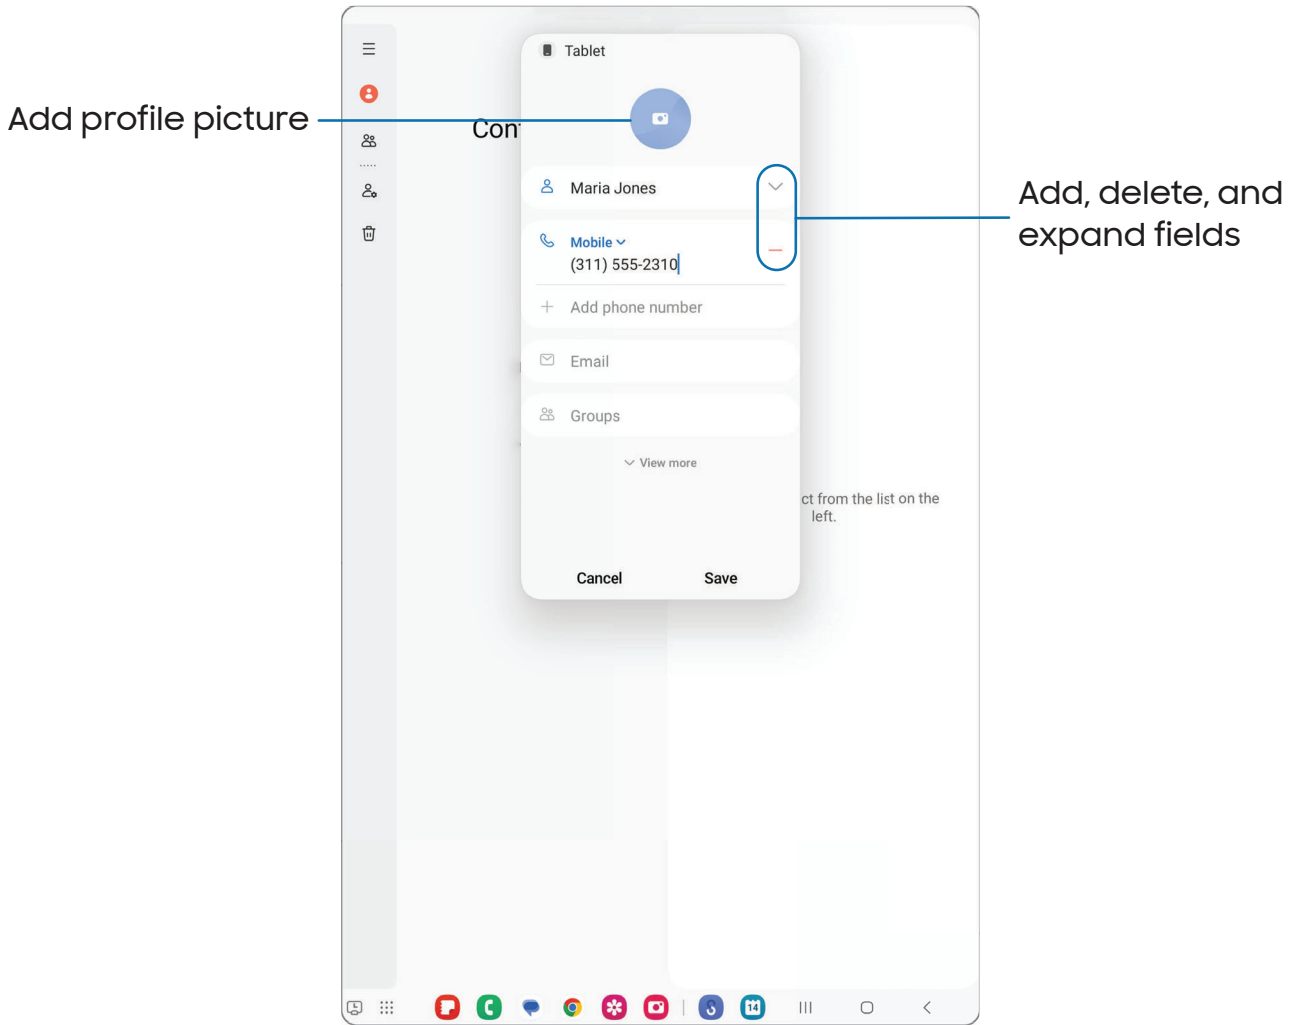 Tablet
Add profile picture
Con
Maria Jones
Add, delete, and
expand fields
Mobile
(311) 555-2310
Add phone number
Email
Groups
View more
ct from the list on the
left.
Cancel
Save
14